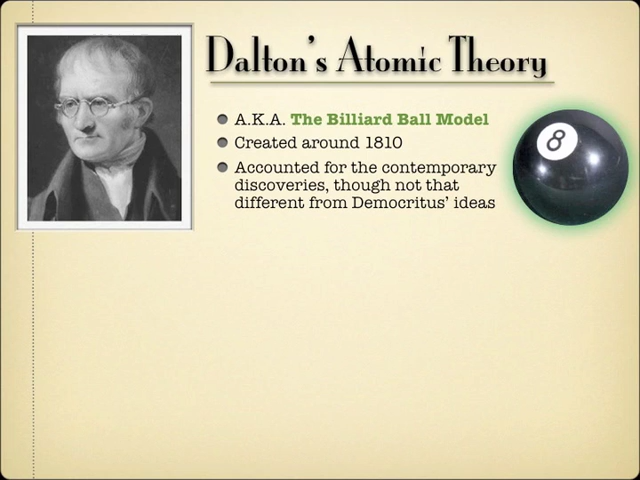 Dalton's Atomic Theory
A.K.A. The Billiard Ball Model
Created around 1810
Accounted for the contemporary
discoveries, though not that
different from Democritus' ideas
8